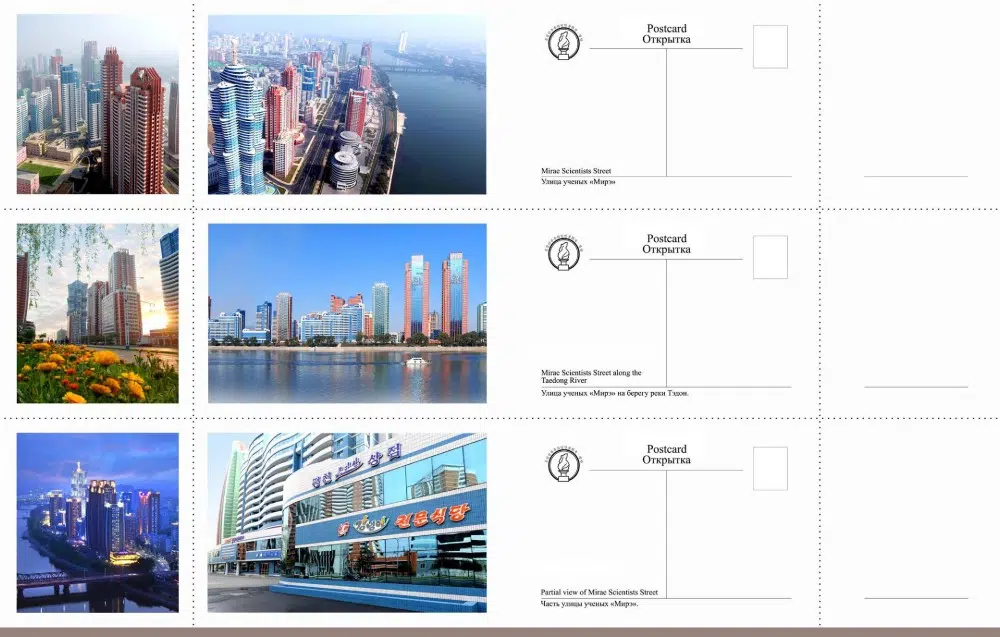 Postcard
Открытка
Mirae Scientists Street
Улица ученых «Мирэ»
Postcard
Открытка
Mirae Scientists Street along the
Taedong River
Улица ученых «Мирэ» на берегу реки Тэдон.
상점
전문식당
Postcard
Открытка
Partial view of Mirae Scientists Street
Часть улицы ученых «Мирэ».